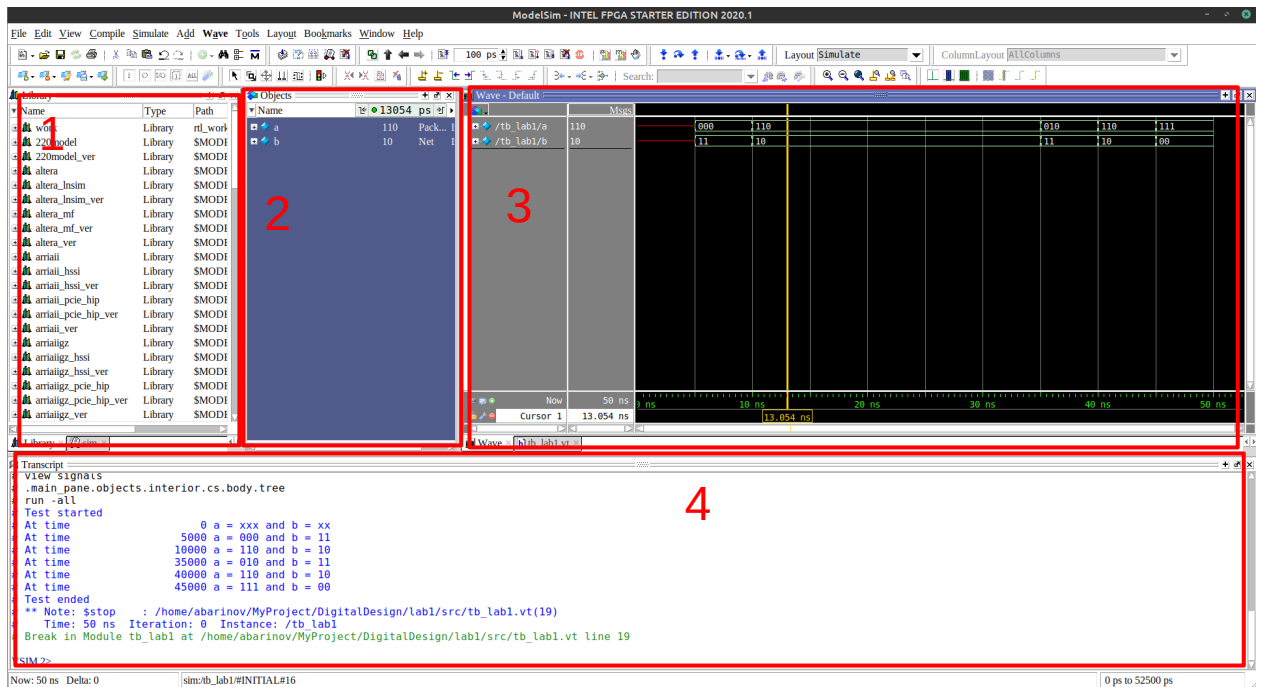 ModelSim - INTEL FPGA STARTER EDITION 2020.1
File Edit View Compile Simulate Add Wave Tools Layout Bookmarks Window Help
100 ps Layout Simulate ColumnLayout AllColumns
Search:
Library
Name Type Path
work Library rtl_work
220model Library $MODE
220model_ver Library $MODE
altera Library $MODE
altera_lnsim Library $MODE
altera_lnsim_ver Library $MODE
altera_mf Library $MODE
altera_mf_ver Library $MODE
altera_ver Library $MODE
arriaii Library $MODE
arriaii_hssi Library $MODE
arriaii_hssi_ver Library $MODE
arriaii_pcie_hip Library $MODE
arriaii_pcie_hip_ver Library $MODE
arriaii_ver Library $MODE
arriaiigz Library $MODE
arriaiigz_hssi Library $MODE
arriaiigz_hssi_ver Library $MODE
arriaiigz_pcie_hip Library $MODE
arriaiigz_pcie_hip_ver Library $MODE
arriaiigz_ver Library $MODE
Library sim
1
Objects
Name 13054 ps
a 110 Pack... I
b 10 Net I
2
Wave - Default
Msgs
/tb_lab1/a 110 000 110 010 110 111
/tb_lab1/b 10 11 10 11 10 00
3
Now 50 ns 0 ns 10 ns 20 ns 30 ns 40 ns 50 ns
Cursor 1 13.054 ns 13.054 ns
Wave tb_lab1.vt
Transcript
# view signals
# .main_pane.objects.interior.cs.body.tree
# run -all
# Test started
# At time 0 a = xxx and b = xx
# At time 5000 a = 000 and b = 11
# At time 10000 a = 110 and b = 10
# At time 35000 a = 010 and b = 11
# At time 40000 a = 110 and b = 10
# At time 45000 a = 111 and b = 00
# Test ended
# ** Note: $stop : /home/abarinov/MyProject/DigitalDesign/lab1/src/tb_lab1.vt(19)
# Time: 50 ns Iteration: 0 Instance: /tb_lab1
# Break in Module tb_lab1 at /home/abarinov/MyProject/DigitalDesign/lab1/src/tb_lab1.vt line 19
VSIM 2>
4
Now: 50 ns Delta: 0 sim:/tb_lab1/#INITIAL#16 0 ps to 52500 ps